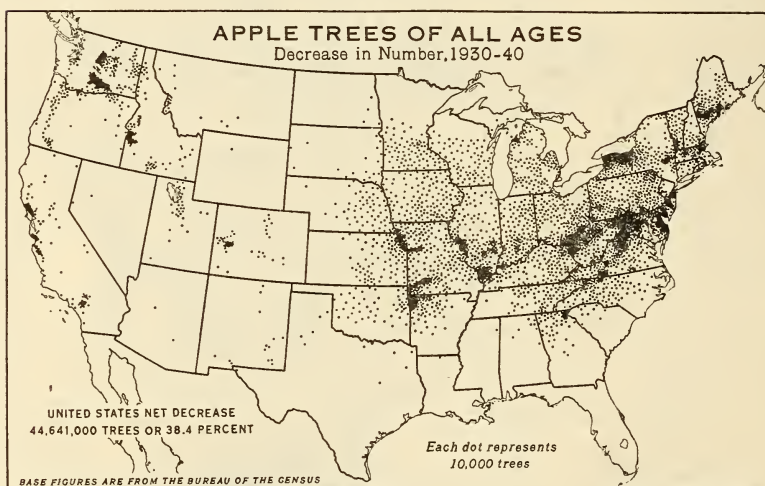 APPLE TREES OF ALL AGES
Decrease in Number, 1930-40
UNITED STATES NET DECREASE
44,641,000 TREES OR 38.4 PERCENT
Each dot represents
10,000 trees
BASE FIGURES ARE FROM THE BUREAU OF THE CENSUS